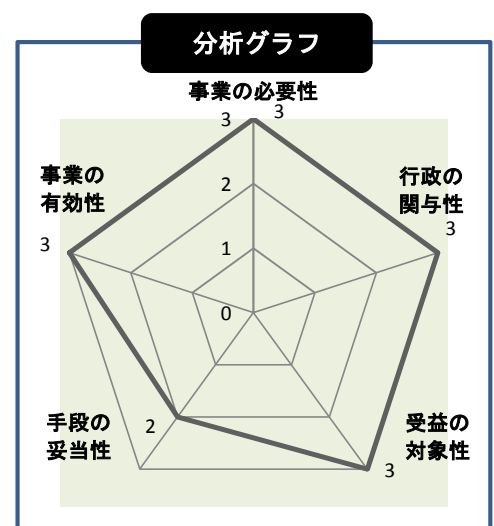 分析グラフ
事業の必要性
3
3
事業の
有効性
行政の
関与性
2
3
3
1
0
手段の
妥当性
2
受益の
対象性
3